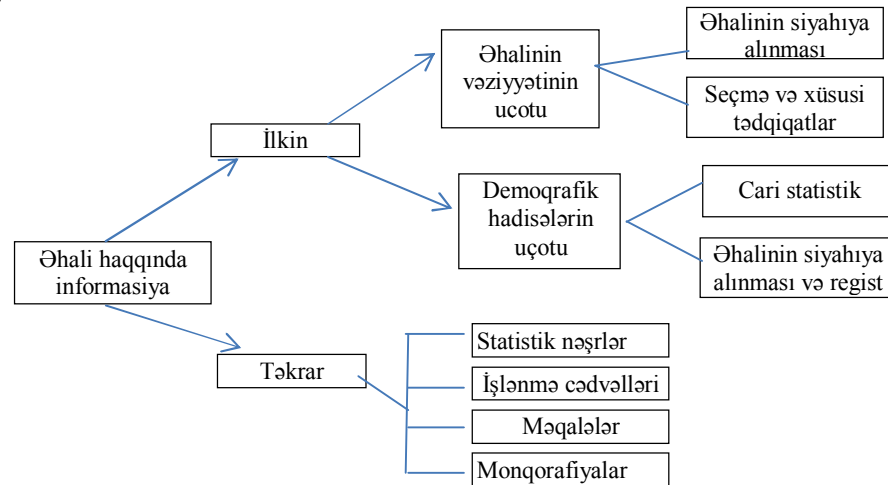 Əhali haqqında
informasiya
İlkin
Əhalinin
vəziyyətinin
ucotu
Əhalinin siyahıya
alınması
Seçmə və xüsusi
tədqiqatlar
Demoqrafik
hadisələrin
uçotu
Cari statistik
Əhalinin siyahıya
alınması və regist
Təkrar
Statistik nəşrlər
İşlənmə cədvəlləri
Məqalələr
Monqorafiyalar